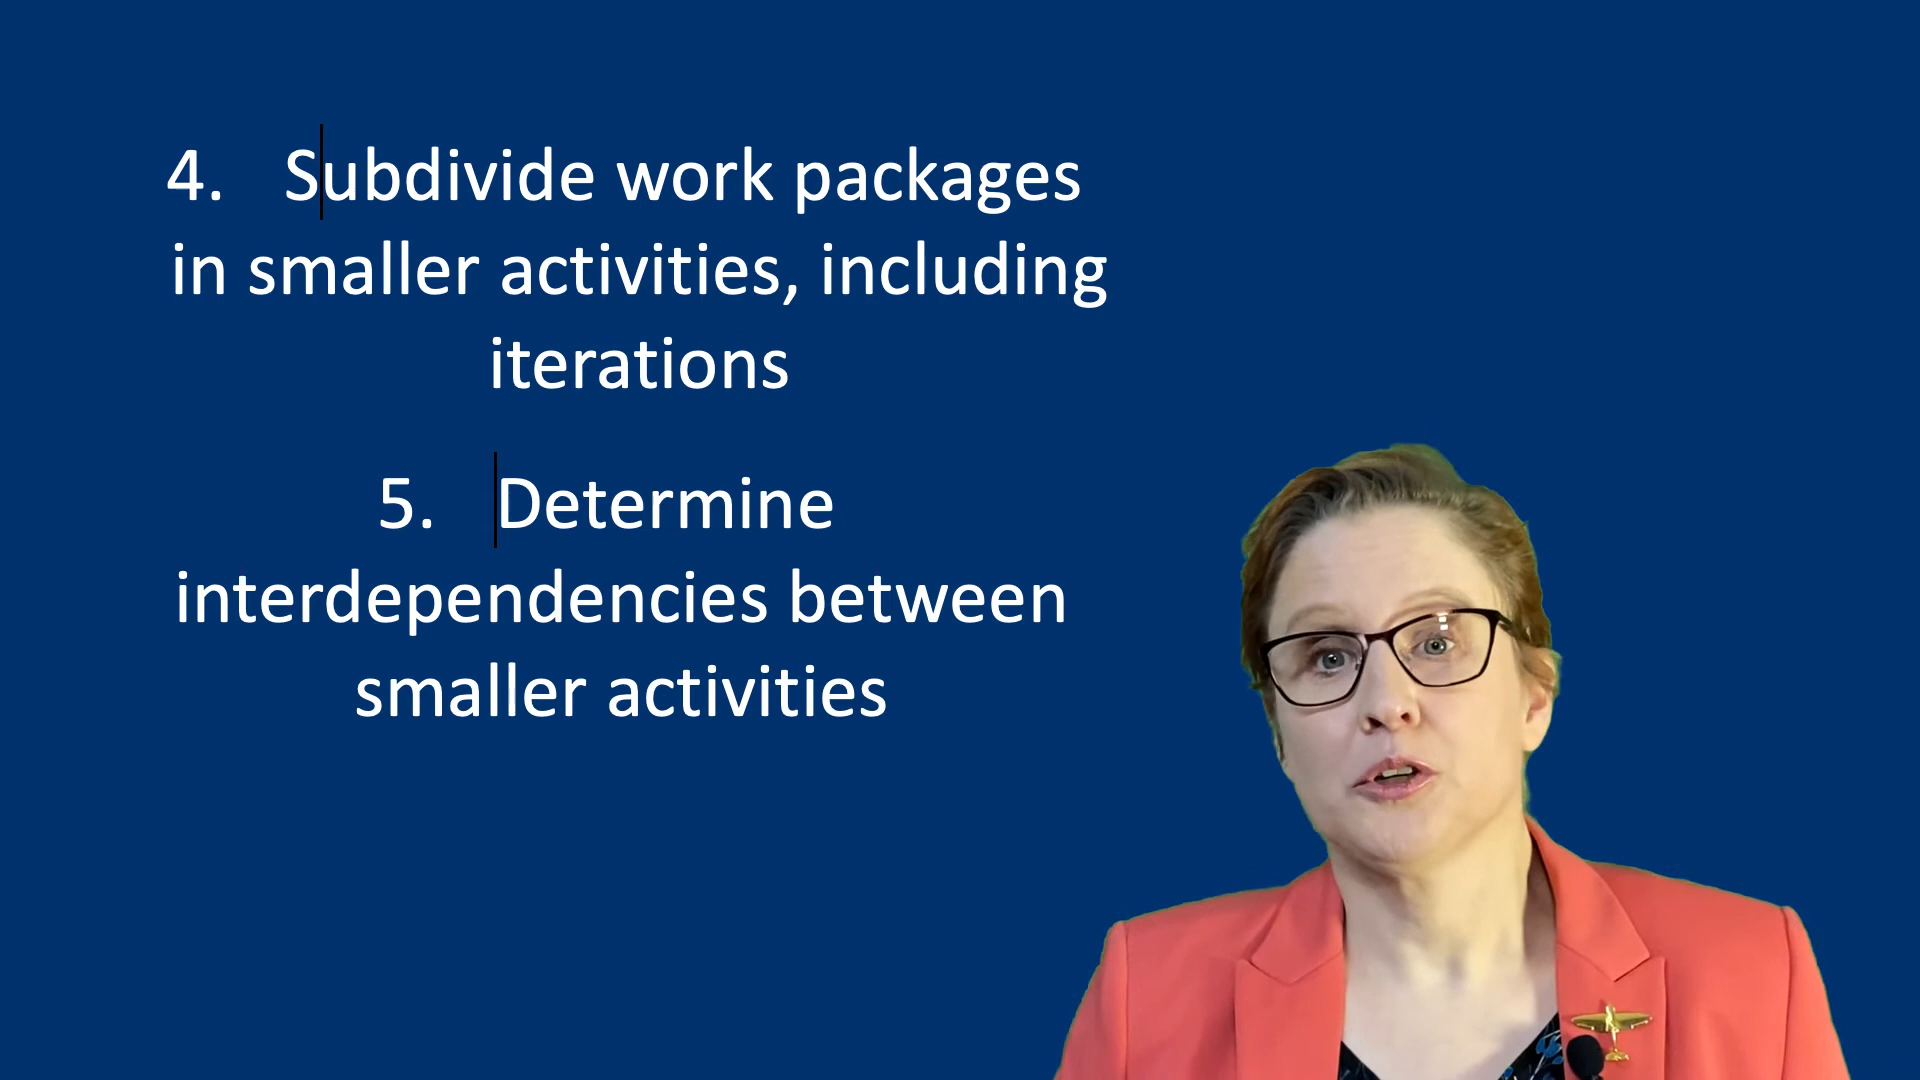 4. Subdivide work packages
in smaller activities, including
iterations
5. Determine
interdependencies between
smaller activities